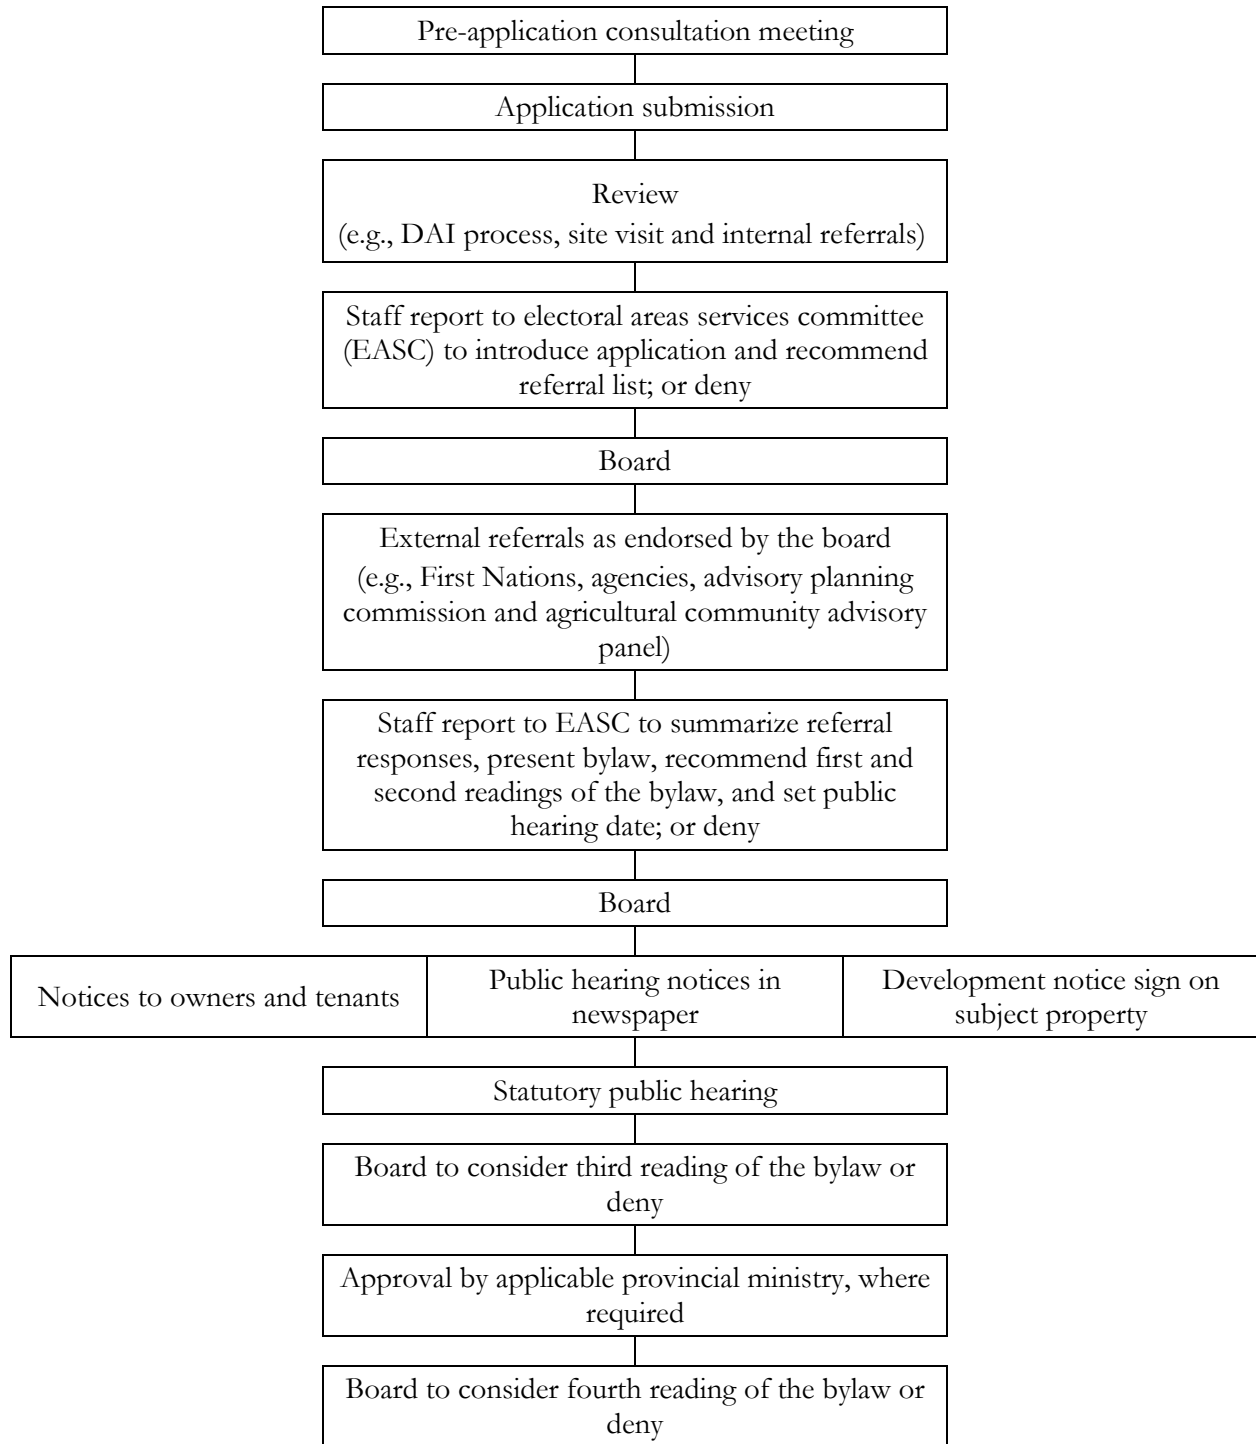 Pre-application consultation meeting
Application submission
Review
(e.g., DAI process, site visit and internal referrals)
Staff report to electoral areas services committee
(EASC) to introduce application and recommend
referral list; or deny
Board
External referrals as endorsed by the board
(e.g., First Nations, agencies, advisory planning
commission and agricultural community advisory
panel)
Staff report to EASC to summarize referral
responses, present bylaw, recommend first and
second readings of the bylaw, and set public
hearing date; or deny
Board
Notices to owners and tenants
Public hearing notices in
newspaper
Development notice sign on
subject property
Statutory public hearing
Board to consider third reading of the bylaw or
deny
Approval by applicable provincial ministry, where
required
Board to consider fourth reading of the bylaw or
deny